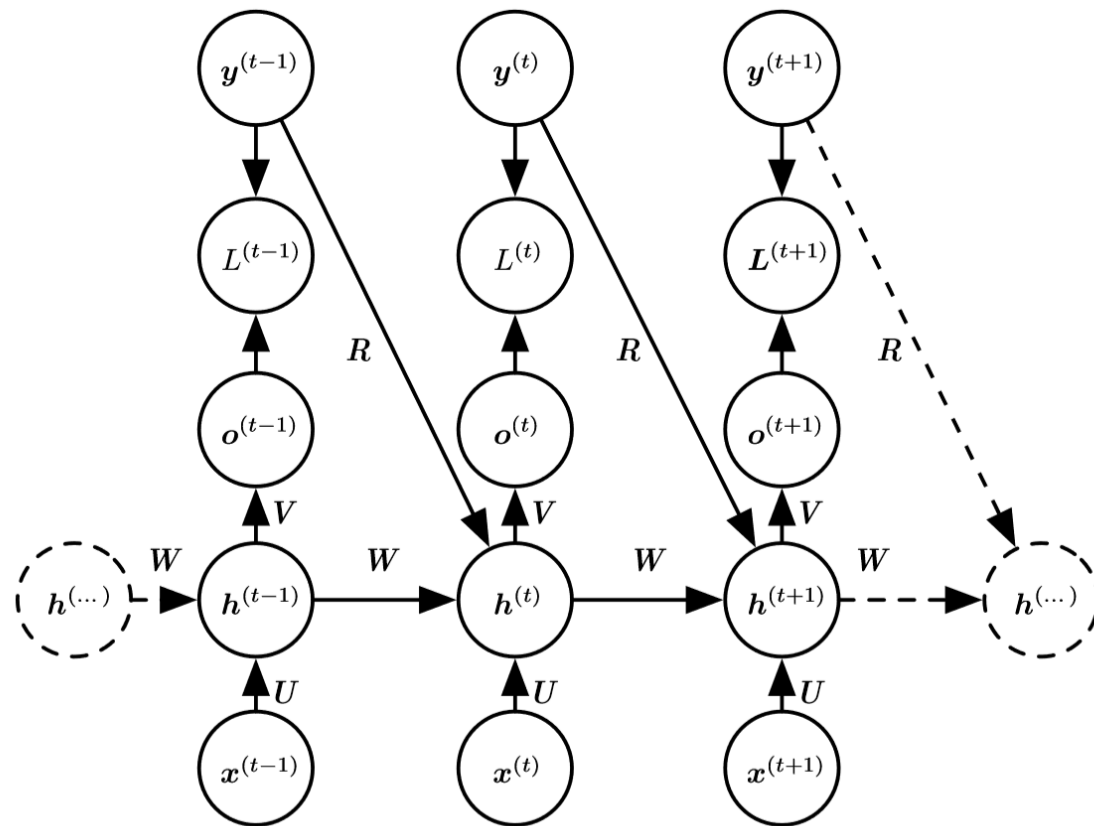 y^(t−1) y^(t) y^(t+1)
L^(t−1) L^(t) L^(t+1)
R R R
o^(t−1) o^(t) o^(t+1)
V V V
W W W W
h^(...) h^(t−1) h^(t) h^(t+1) h^(...)
U U U
x^(t−1) x^(t) x^(t+1)